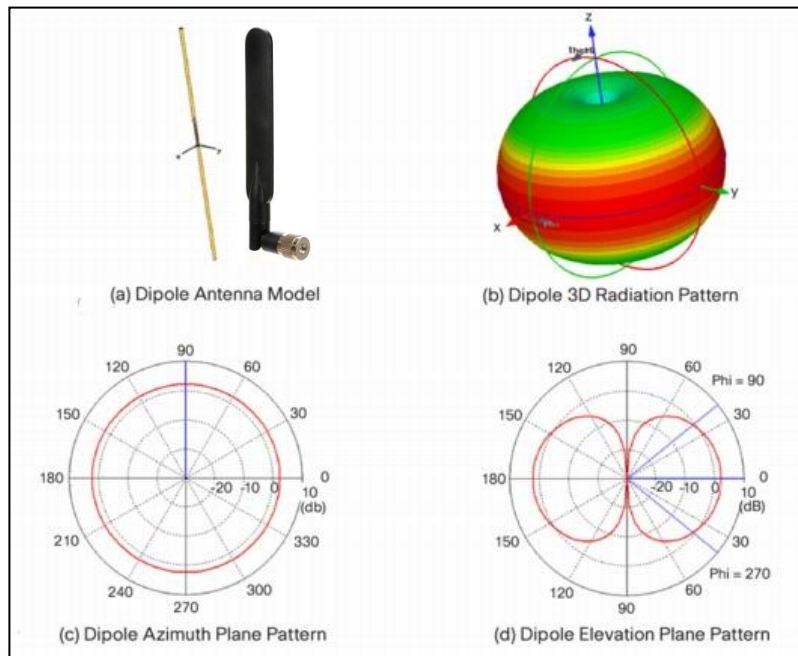 z
Theta
y
x
x
y
Phi
(a) Dipole Antenna Model
(b) Dipole 3D Radiation Pattern
90
120
60
150
30
180
0
-20
-10
0
10
(db)
210
330
240
300
270
(c) Dipole Azimuth Plane Pattern
90
120
60
Phi = 90
150
30
180
0
-20
-10
0
10
(dB)
150
30
Phi = 270
120
60
90
(d) Dipole Elevation Plane Pattern